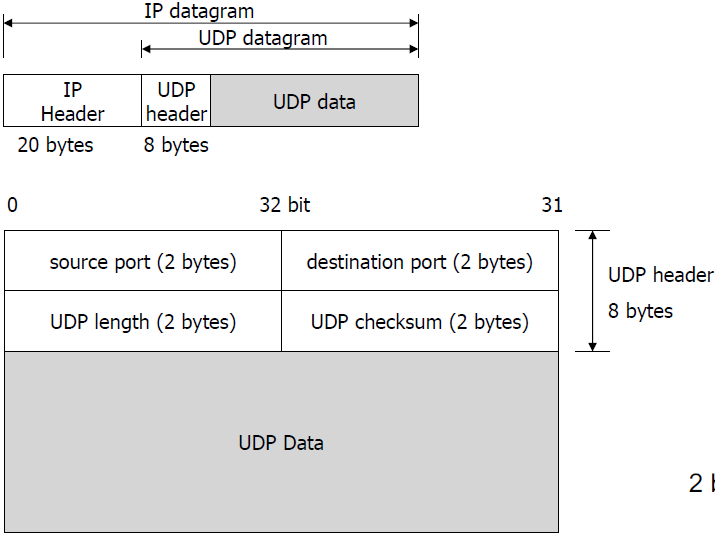 IP datagram
UDP datagram
IP
Header
UDP
header
UDP data
20 bytes
8 bytes
0
32 bit
31
source port (2 bytes)
destination port (2 bytes)
UDP header
8 bytes
UDP length (2 bytes)
UDP checksum (2 bytes)
UDP Data
2 b